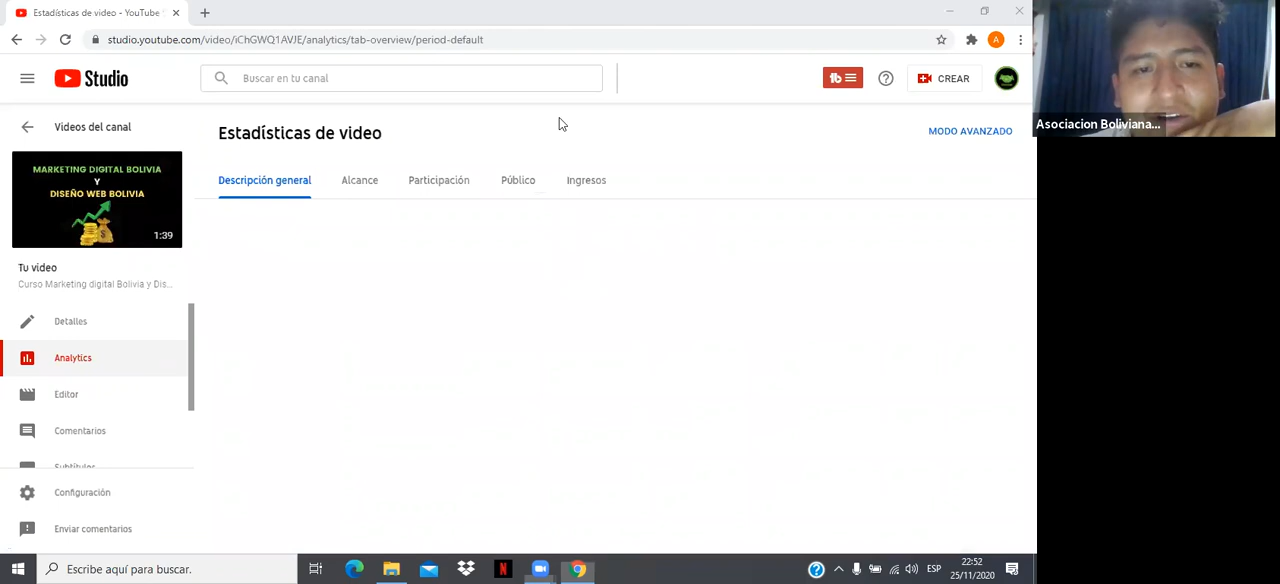 Estadísticas de video - YouTube
studio.youtube.com/video/iChGWQ1AVJE/analytics/tab-overview/period-default
A
Studio
Buscar en tu canal
tb
CREAR
Asociacion Boliviana...
Videos del canal
MARKETING DIGITAL BOLIVIA
Y
DISEÑO WEB BOLIVIA
1:39
Tu video
Curso Marketing digital Bolivia y Dis...
Detalles
Analytics
Editor
Comentarios
Subtítulos
Configuración
Enviar comentarios
Estadísticas de video
MODO AVANZADO
Descripción general
Alcance
Participación
Público
Ingresos
Escribe aquí para buscar.
N
ESP
22:52
25/11/2020